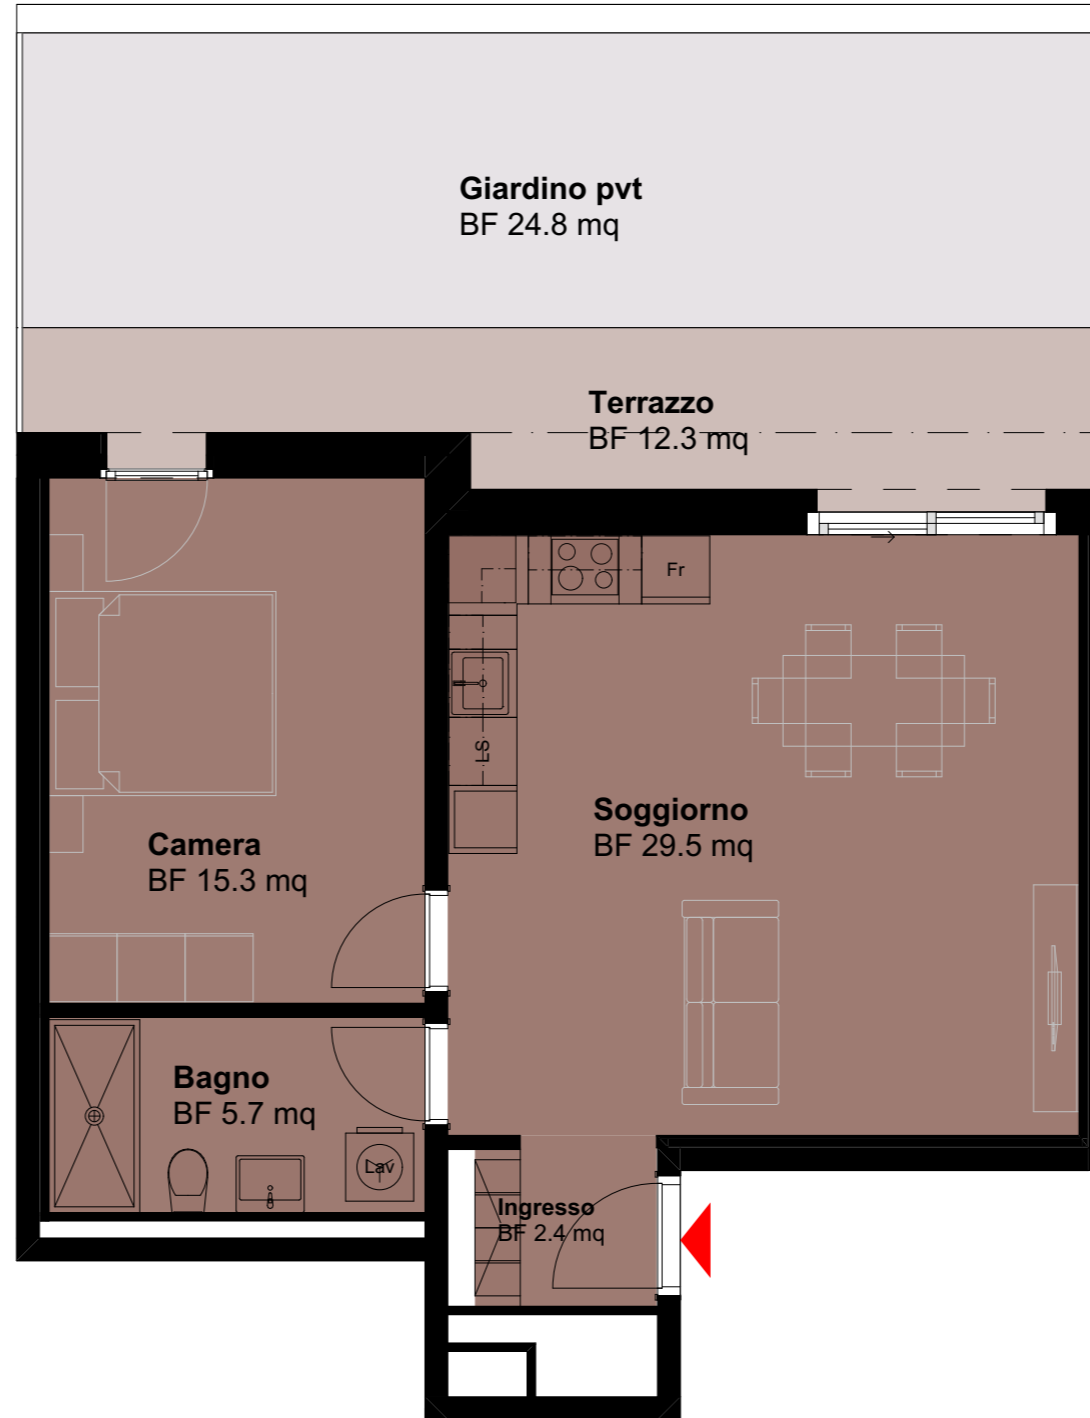 Giardino pvt
BF 24.8 mq
Terrazzo
BF 12.3 mq
Fr
LS
Soggiorno
BF 29.5 mq
Camera
BF 15.3 mq
Bagno
BF 5.7 mq
Lav
Ingresso
BF 2.4 mq